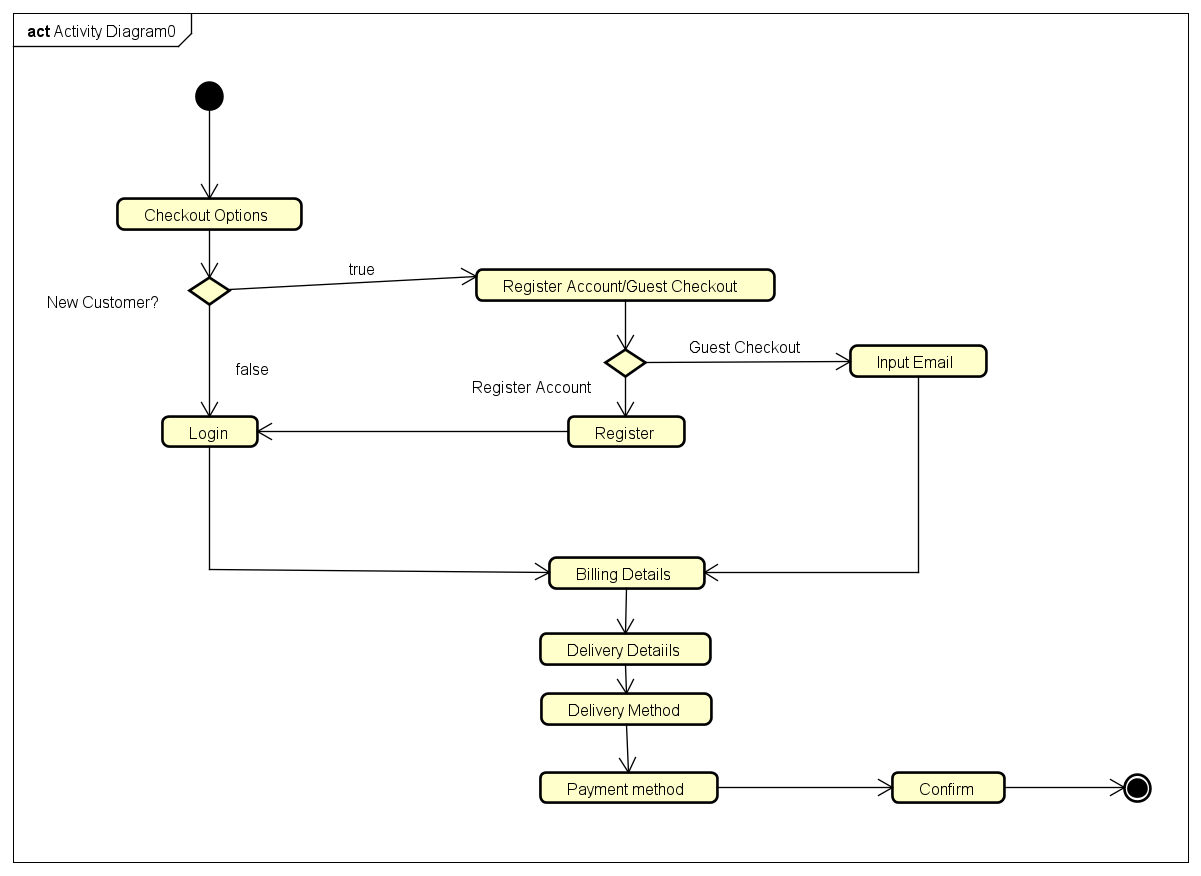 act Activity Diagram0
Checkout Options
true
New Customer?
Register Account/Guest Checkout
Guest Checkout
Input Email
false
Register Account
Login
Register
Billing Details
Delivery Detaiils
Delivery Method
Payment method
Confirm